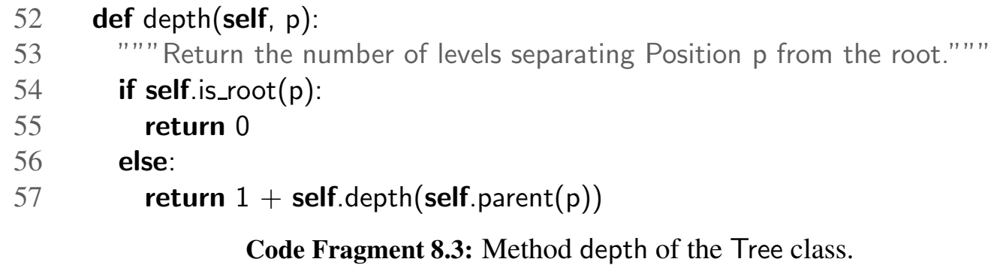 52 def depth(self, p):
53 """Return the number of levels separating Position p from the root."""
54 if self.is_root(p):
55 return 0
56 else:
57 return 1 + self.depth(self.parent(p))
Code Fragment 8.3: Method depth of the Tree class.